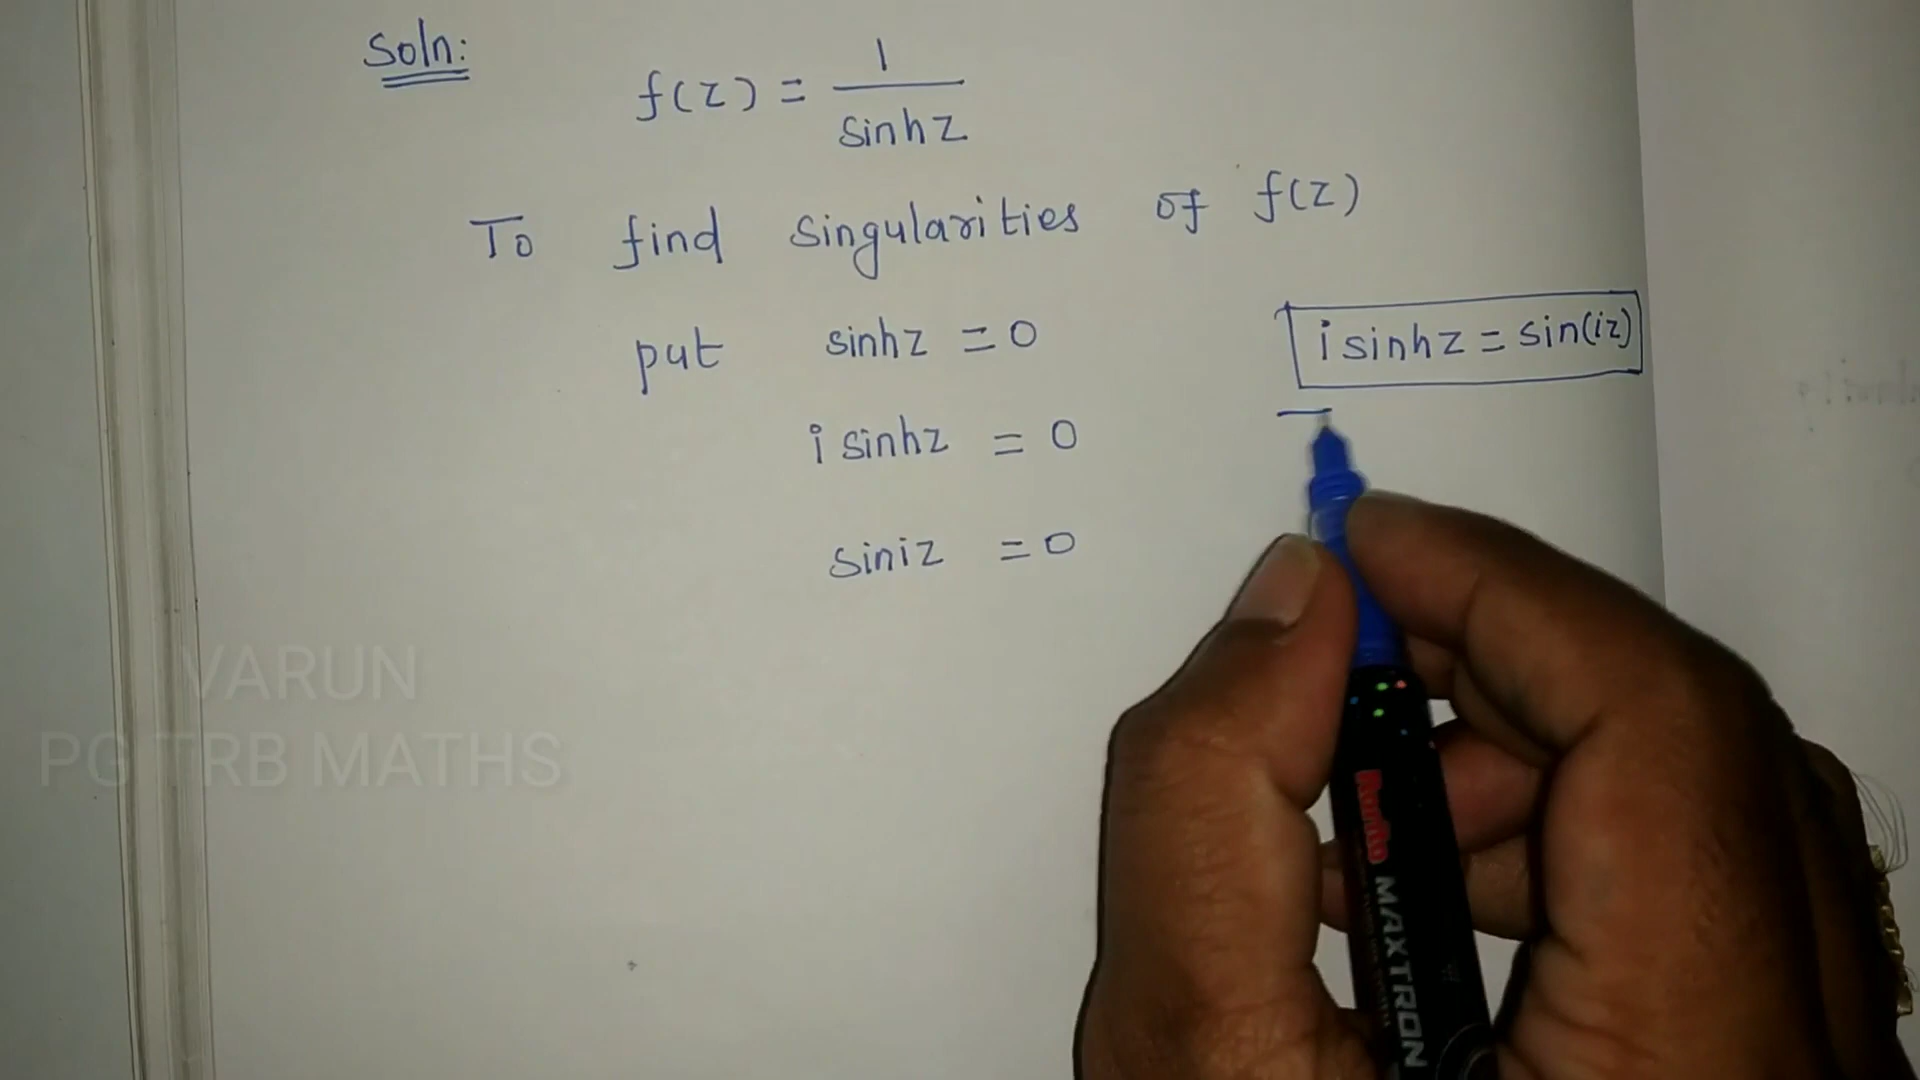 Soln:
f(z) = 1
sinhz
To find singularities of f(z)
put sinhz = 0
i sinhz = sin(iz)
i sinhz = 0
siniz = 0
VARUN
PG TRB MATHS
MAXTRON